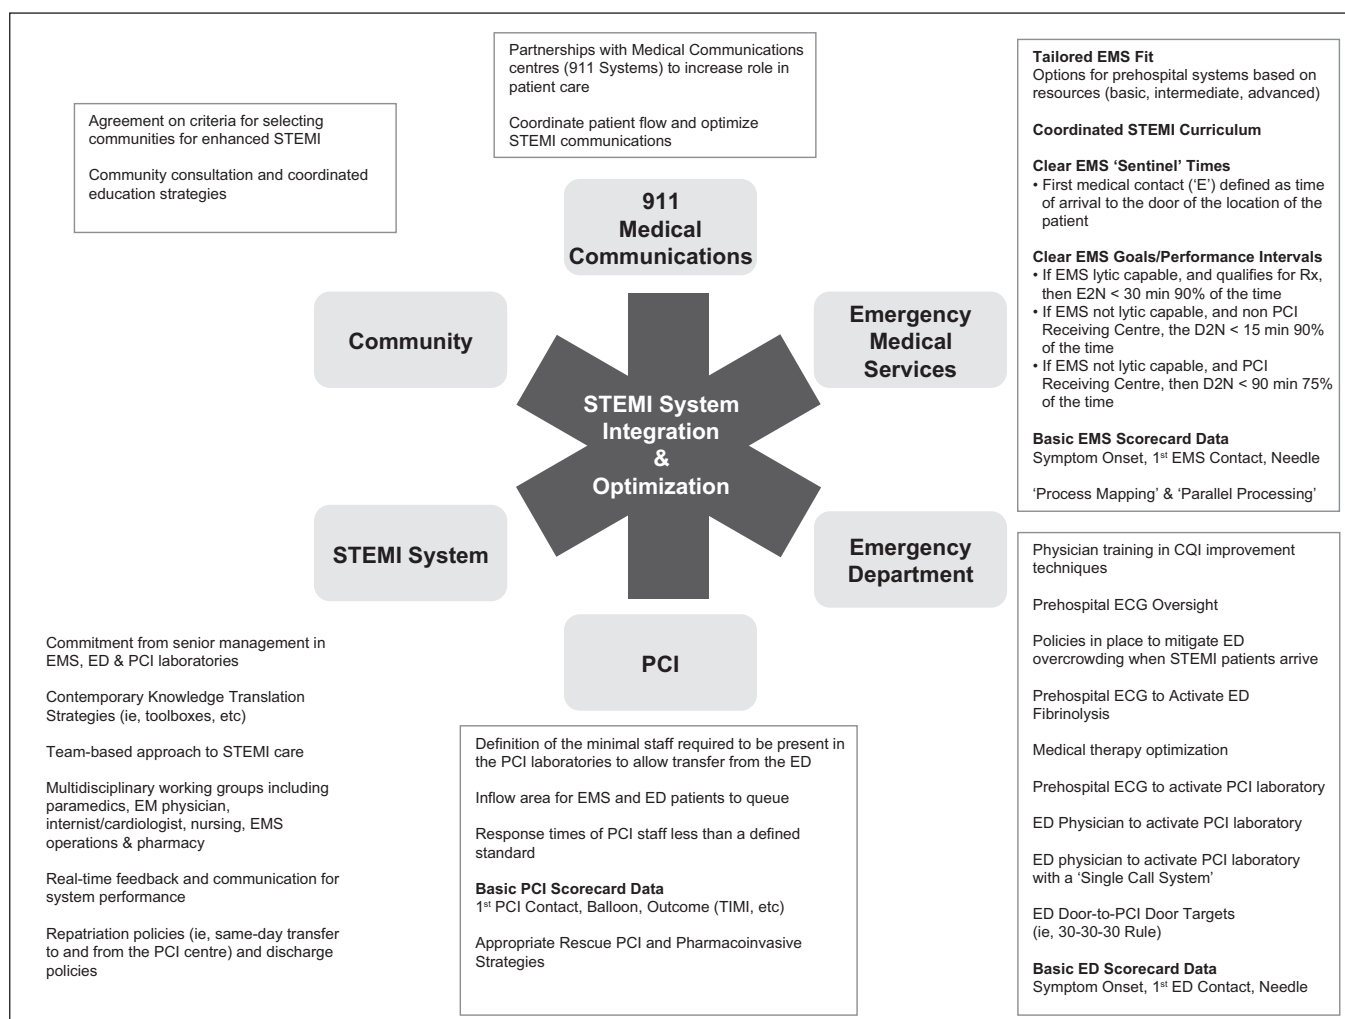 Partnerships with Medical Communications
centres (911 Systems) to increase role in
patient care
Coordinate patient flow and optimize
STEMI communications
Agreement on criteria for selecting
communities for enhanced STEMI
Community consultation and coordinated
education strategies
911
Medical
Communications
Community
Emergency
Medical
Services
STEMI System
Integration
&
Optimization
STEMI System
Emergency
Department
PCI
Tailored EMS Fit
Options for prehospital systems based on
resources (basic, intermediate, advanced)
Coordinated STEMI Curriculum
Clear EMS ‘Sentinel’ Times
• First medical contact (‘E’) defined as time
of arrival to the door of the location of the
patient
Clear EMS Goals/Performance Intervals
• If EMS lytic capable, and qualifies for Rx,
then E2N < 30 min 90% of the time
• If EMS not lytic capable, and non PCI
Receiving Centre, the D2N < 15 min 90%
of the time
• If EMS not lytic capable, and PCI
Receiving Centre, then D2N < 90 min 75%
of the time
Basic EMS Scorecard Data
Symptom Onset, 1st EMS Contact, Needle
‘Process Mapping’ & ‘Parallel Processing’
Physician training in CQI improvement
techniques
Prehospital ECG Oversight
Policies in place to mitigate ED
overcrowding when STEMI patients arrive
Prehospital ECG to Activate ED
Fibrinolysis
Medical therapy optimization
Prehospital ECG to activate PCI laboratory
ED Physician to activate PCI laboratory
ED physician to activate PCI laboratory
with a ‘Single Call System’
ED Door-to-PCI Door Targets
(ie, 30-30-30 Rule)
Basic ED Scorecard Data
Symptom Onset, 1st ED Contact, Needle
Commitment from senior management in
EMS, ED & PCI laboratories
Contemporary Knowledge Translation
Strategies (ie, toolboxes, etc)
Team-based approach to STEMI care
Multidisciplinary working groups including
paramedics, EM physician,
internist/cardiologist, nursing, EMS
operations & pharmacy
Real-time feedback and communication for
system performance
Repatriation policies (ie, same-day transfer
to and from the PCI centre) and discharge
policies
Definition of the minimal staff required to be present in
the PCI laboratories to allow transfer from the ED
Inflow area for EMS and ED patients to queue
Response times of PCI staff less than a defined
standard
Basic PCI Scorecard Data
1st PCI Contact, Balloon, Outcome (TIMI, etc)
Appropriate Rescue PCI and Pharmacoinvasive
Strategies